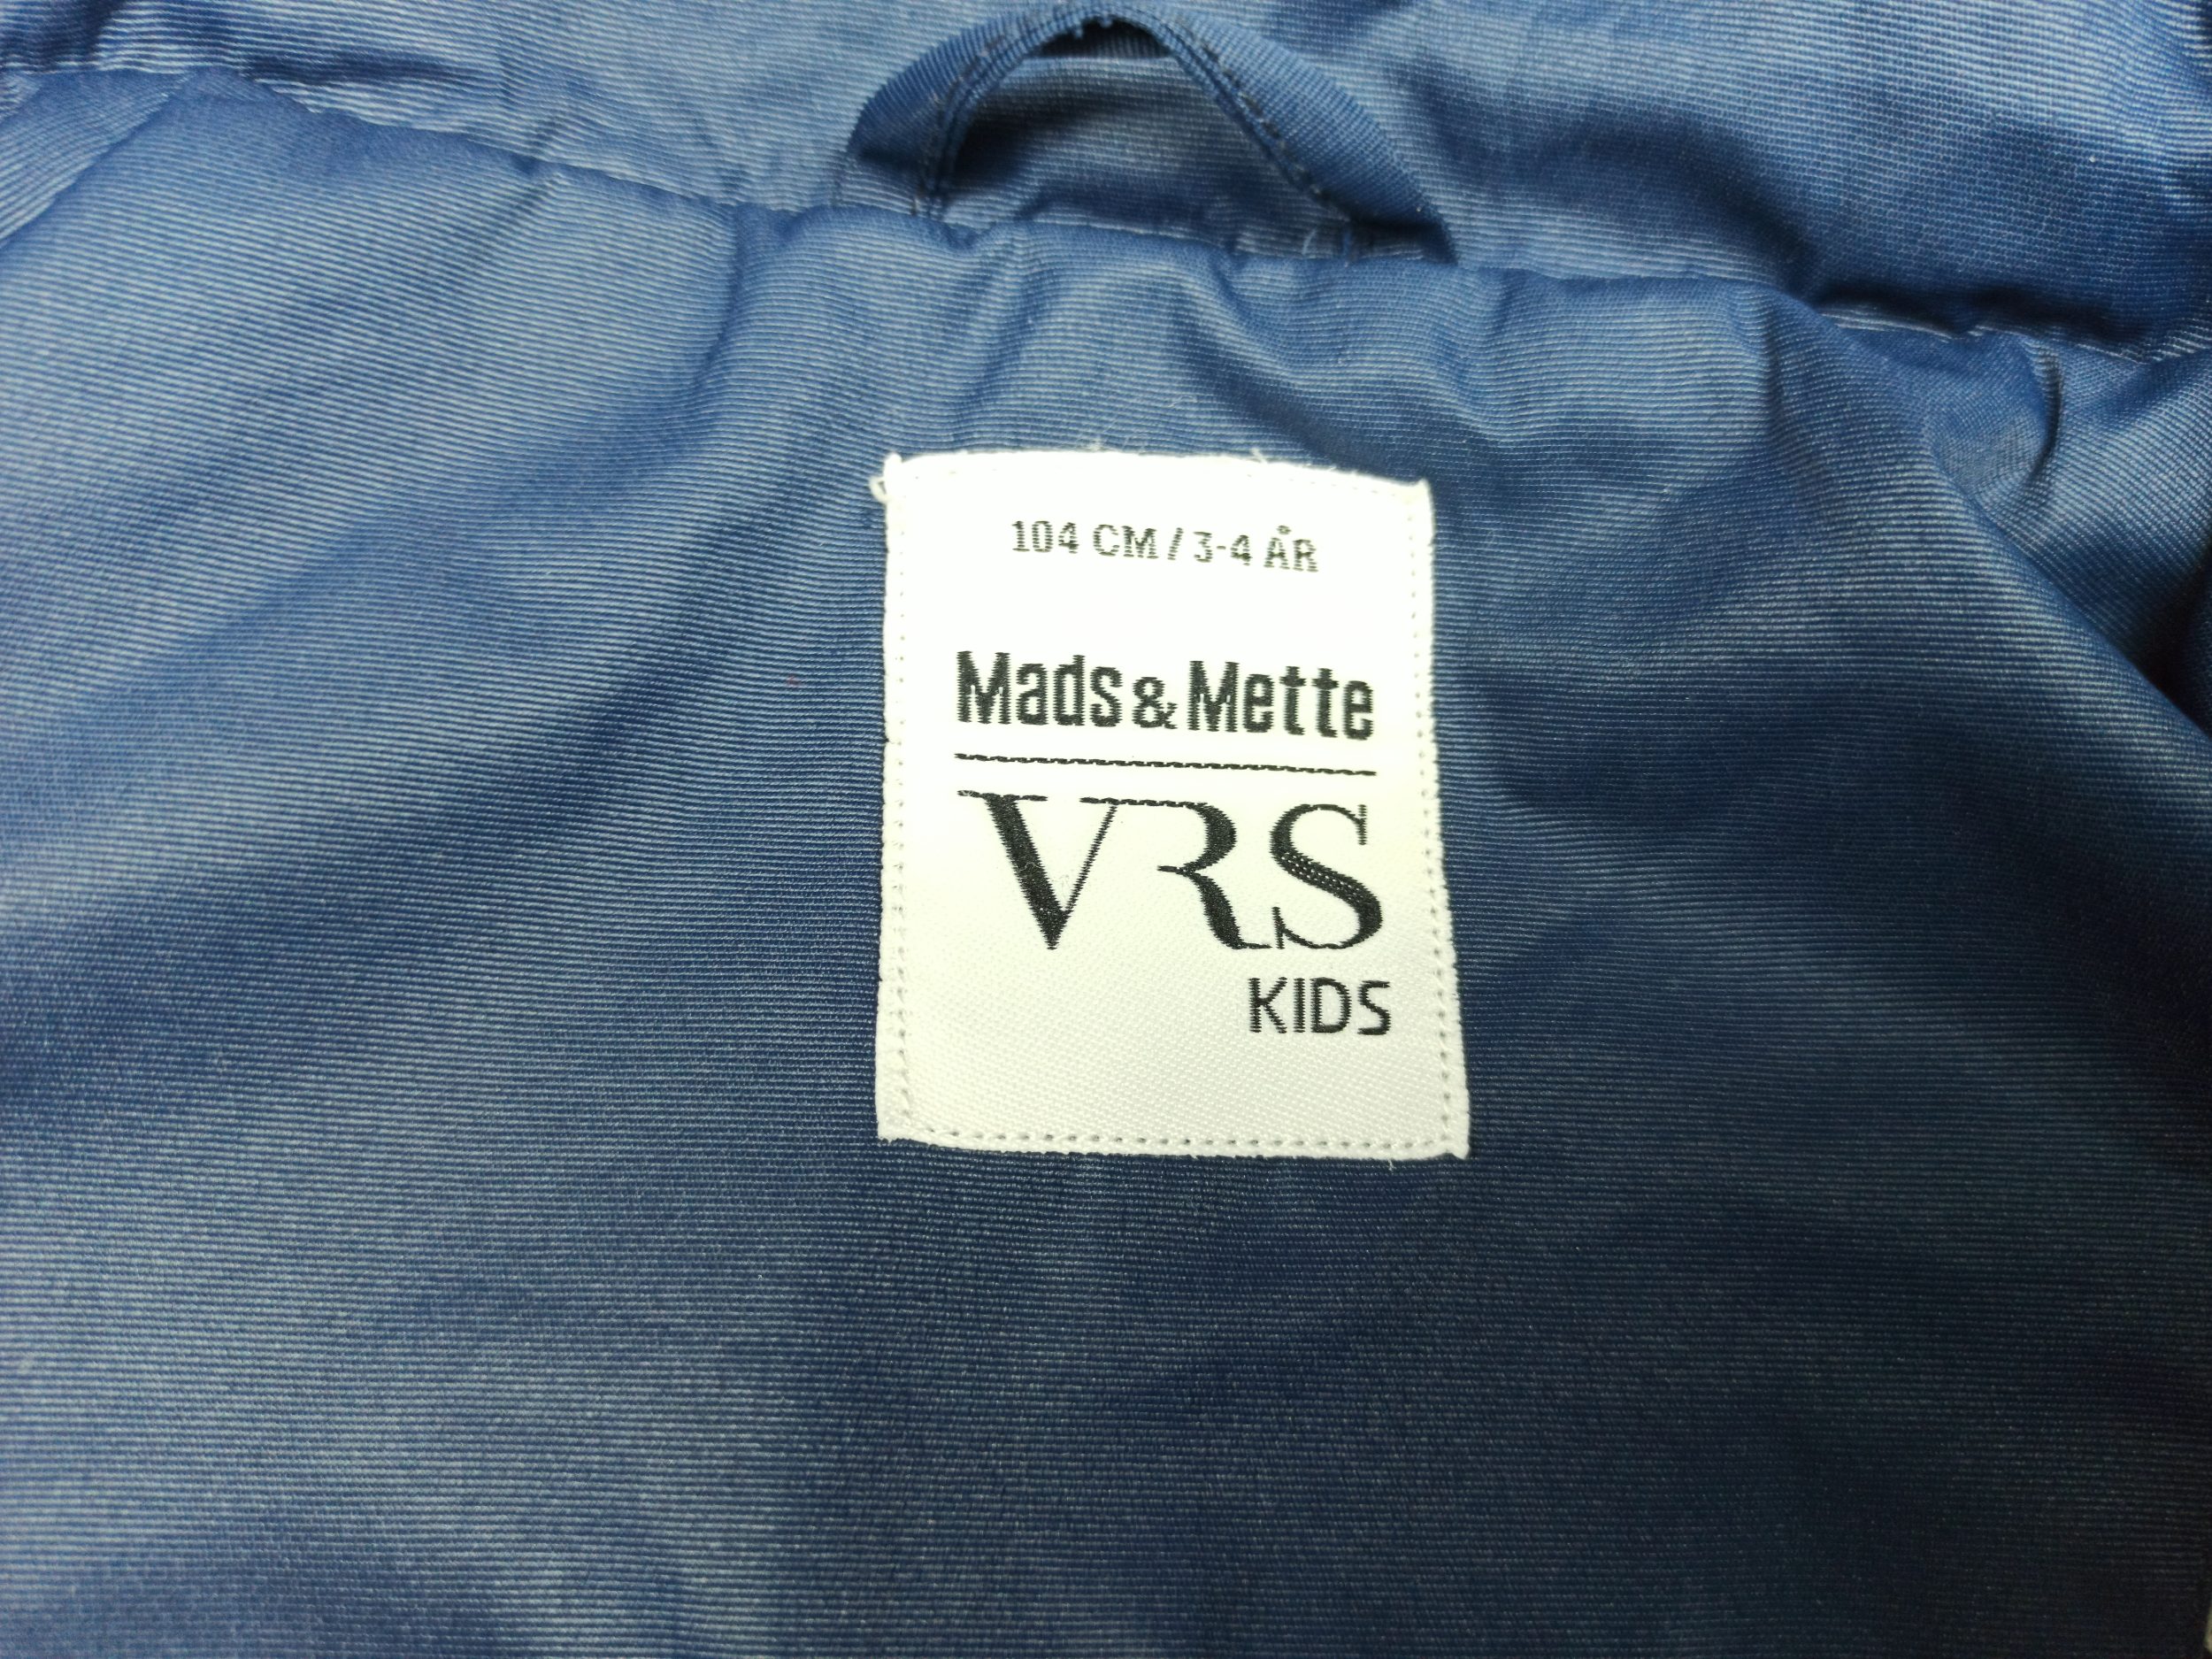 104 CM / 3-4 ÅR
Mads & Mette
VRS
KIDS